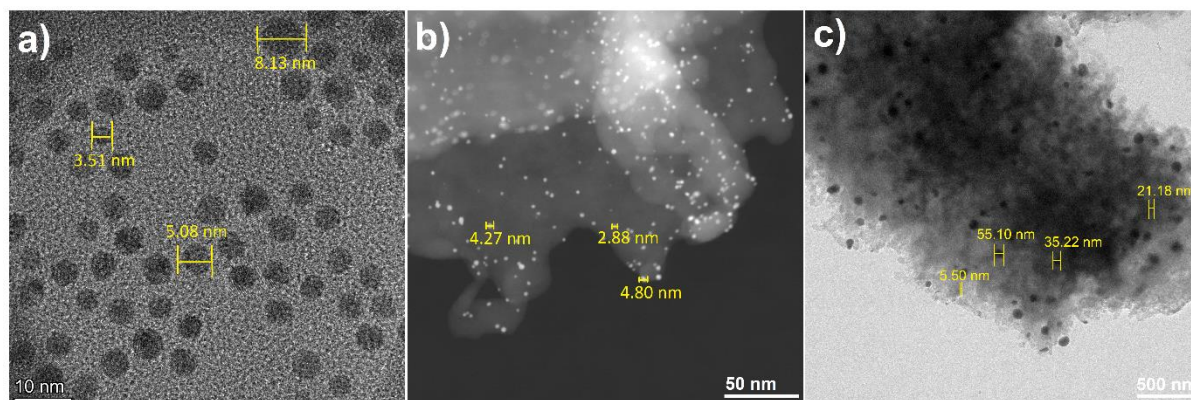 a)
8.13 nm
3.51 nm
5.08 nm
10 nm
b)
4.27 nm
2.88 nm
4.80 nm
50 nm
c)
21.18 nm
55.10 nm
35.22 nm
5.50 nm
500 nm